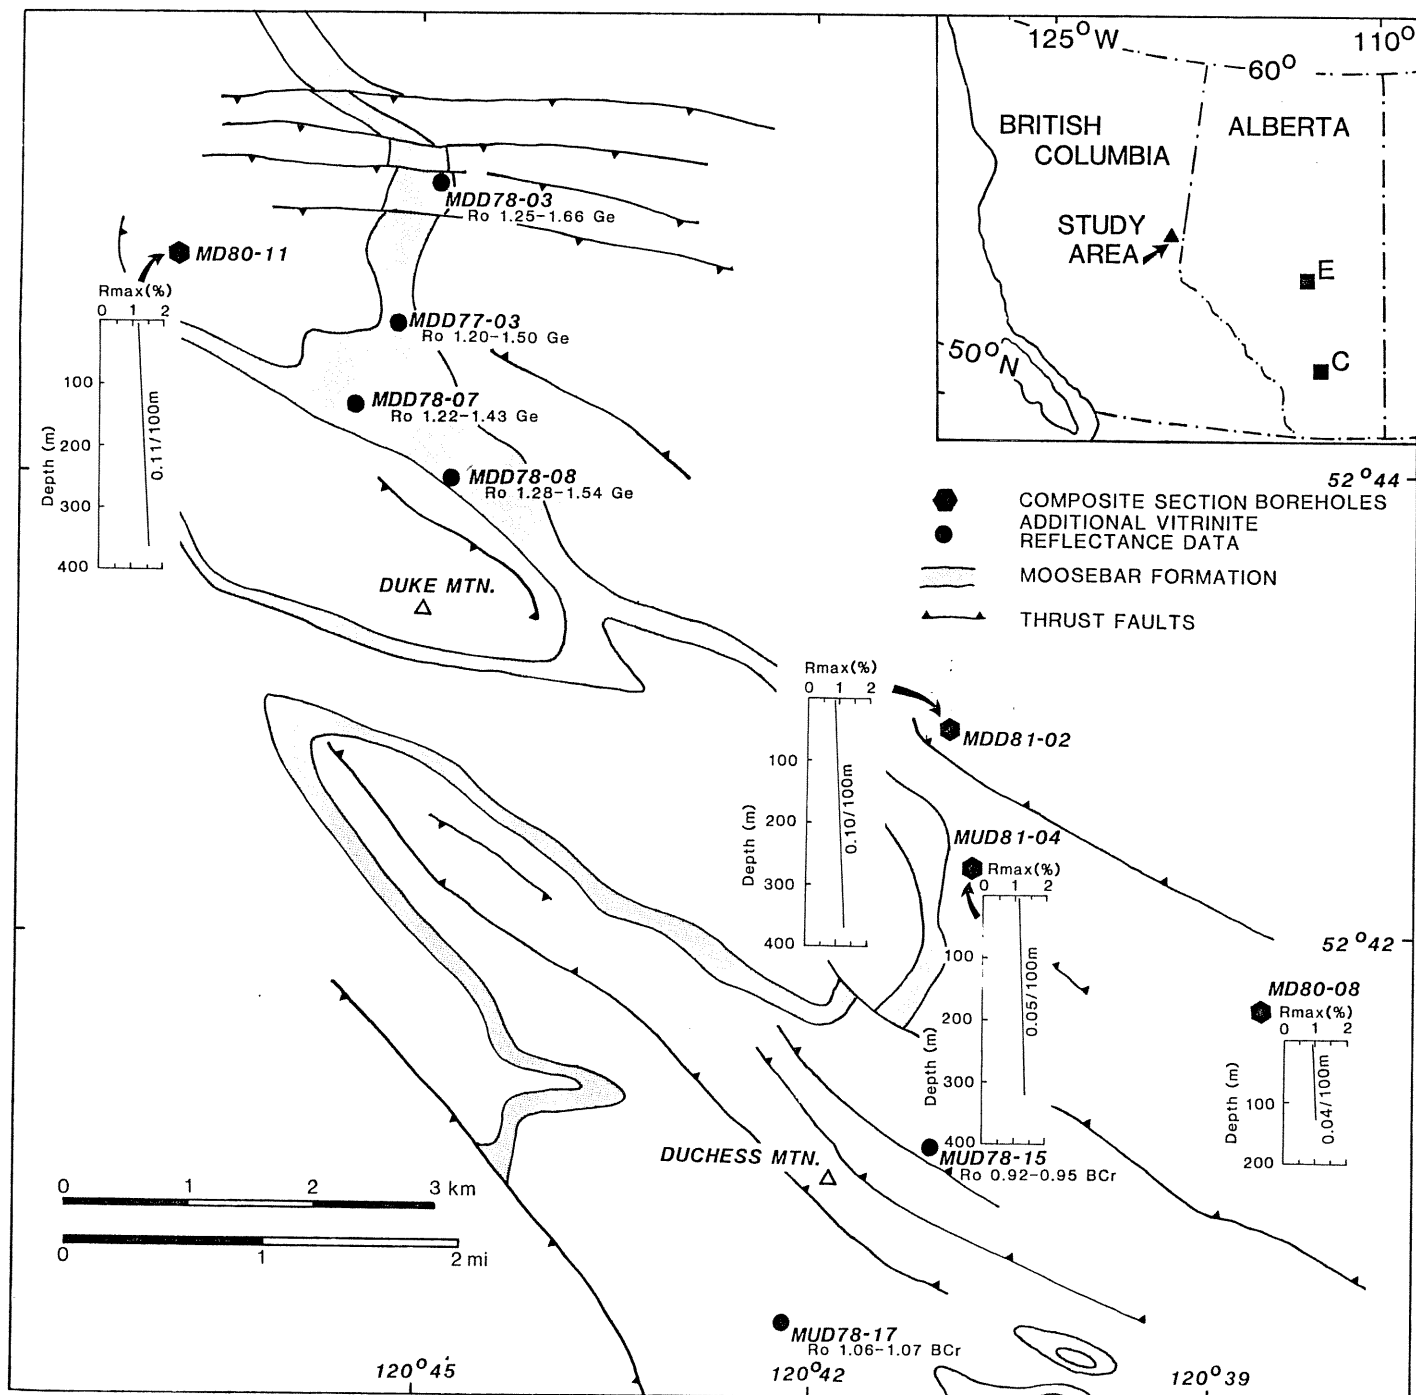 125°W
110°
60°
BRITISH
COLUMBIA
ALBERTA
STUDY
AREA
E
C
50°N
MDD78-03
Ro 1.25-1.66 Ge
MD80-11
Rmax(%)
0 1 2
100
200
300
400
Depth (m)
0.11/100m
MDD77-03
Ro 1.20-1.50 Ge
MDD78-07
Ro 1.22-1.43 Ge
MDD78-08
Ro 1.28-1.54 Ge
DUKE MTN.
52°44
COMPOSITE SECTION BOREHOLES
ADDITIONAL VITRINITE
REFLECTANCE DATA
MOOSEBAR FORMATION
THRUST FAULTS
Rmax(%)
0 1 2
100
200
300
400
Depth (m)
0.10/100m
MDD81-02
MUD81-04
Rmax(%)
0 1 2
100
200
300
400
Depth (m)
0.05/100m
52°42
MD80-08
Rmax(%)
0 1 2
100
200
Depth (m)
0.04/100m
DUCHESS MTN.
MUD78-15
Ro 0.92-0.95 BCr
0 1 2 3 km
0 1 2 mi
MUD78-17
Ro 1.06-1.07 BCr
120°45
120°42
120°39